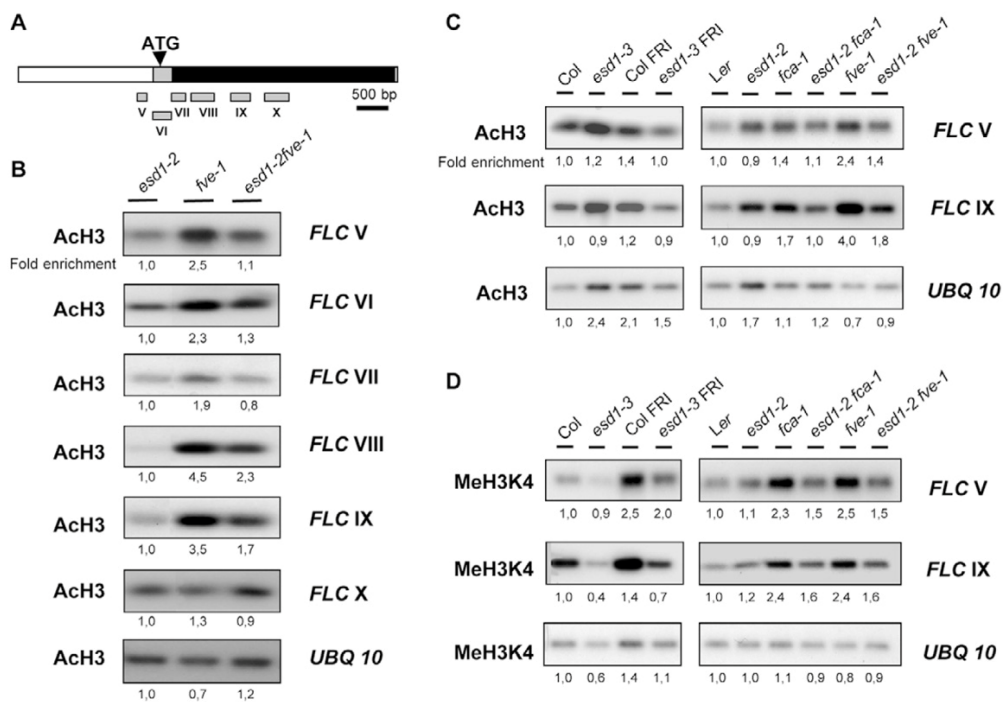 A
ATG
V
VI
VII
VIII
IX
X
500 bp
B
esd1-2 fve-1 esd1-2fve-1
AcH3 FLC V
Fold enrichment 1,0 2,5 1,1
AcH3 FLC VI
1,0 2,3 1,3
AcH3 FLC VII
1,0 1,9 0,8
AcH3 FLC VIII
1,0 4,5 2,3
AcH3 FLC IX
1,0 3,5 1,7
AcH3 FLC X
1,0 1,3 0,9
AcH3 UBQ 10
1,0 0,7 1,2
C
Col esd1-3 Col FRI esd1-3 FRI Ler esd1-2 fca-1 esd1-2 fca-1 fve-1 esd1-2 fve-1
AcH3 FLC V
Fold enrichment 1,0 1,2 1,4 1,0 1,0 0,9 1,4 1,1 2,4 1,4
AcH3 FLC IX
1,0 0,9 1,2 0,9 1,0 0,9 1,7 1,0 4,0 1,8
AcH3 UBQ 10
1,0 2,4 2,1 1,5 1,0 1,7 1,1 1,2 0,7 0,9
D
Col esd1-3 Col FRI esd1-3 FRI Ler esd1-2 fca-1 esd1-2 fca-1 fve-1 esd1-2 fve-1
MeH3K4 FLC V
1,0 0,9 2,5 2,0 1,0 1,1 2,3 1,5 2,5 1,5
MeH3K4 FLC IX
1,0 0,4 1,4 0,7 1,0 1,2 2,4 1,6 2,4 1,6
MeH3K4 UBQ 10
1,0 0,6 1,4 1,1 1,0 1,0 1,1 0,9 0,8 0,9